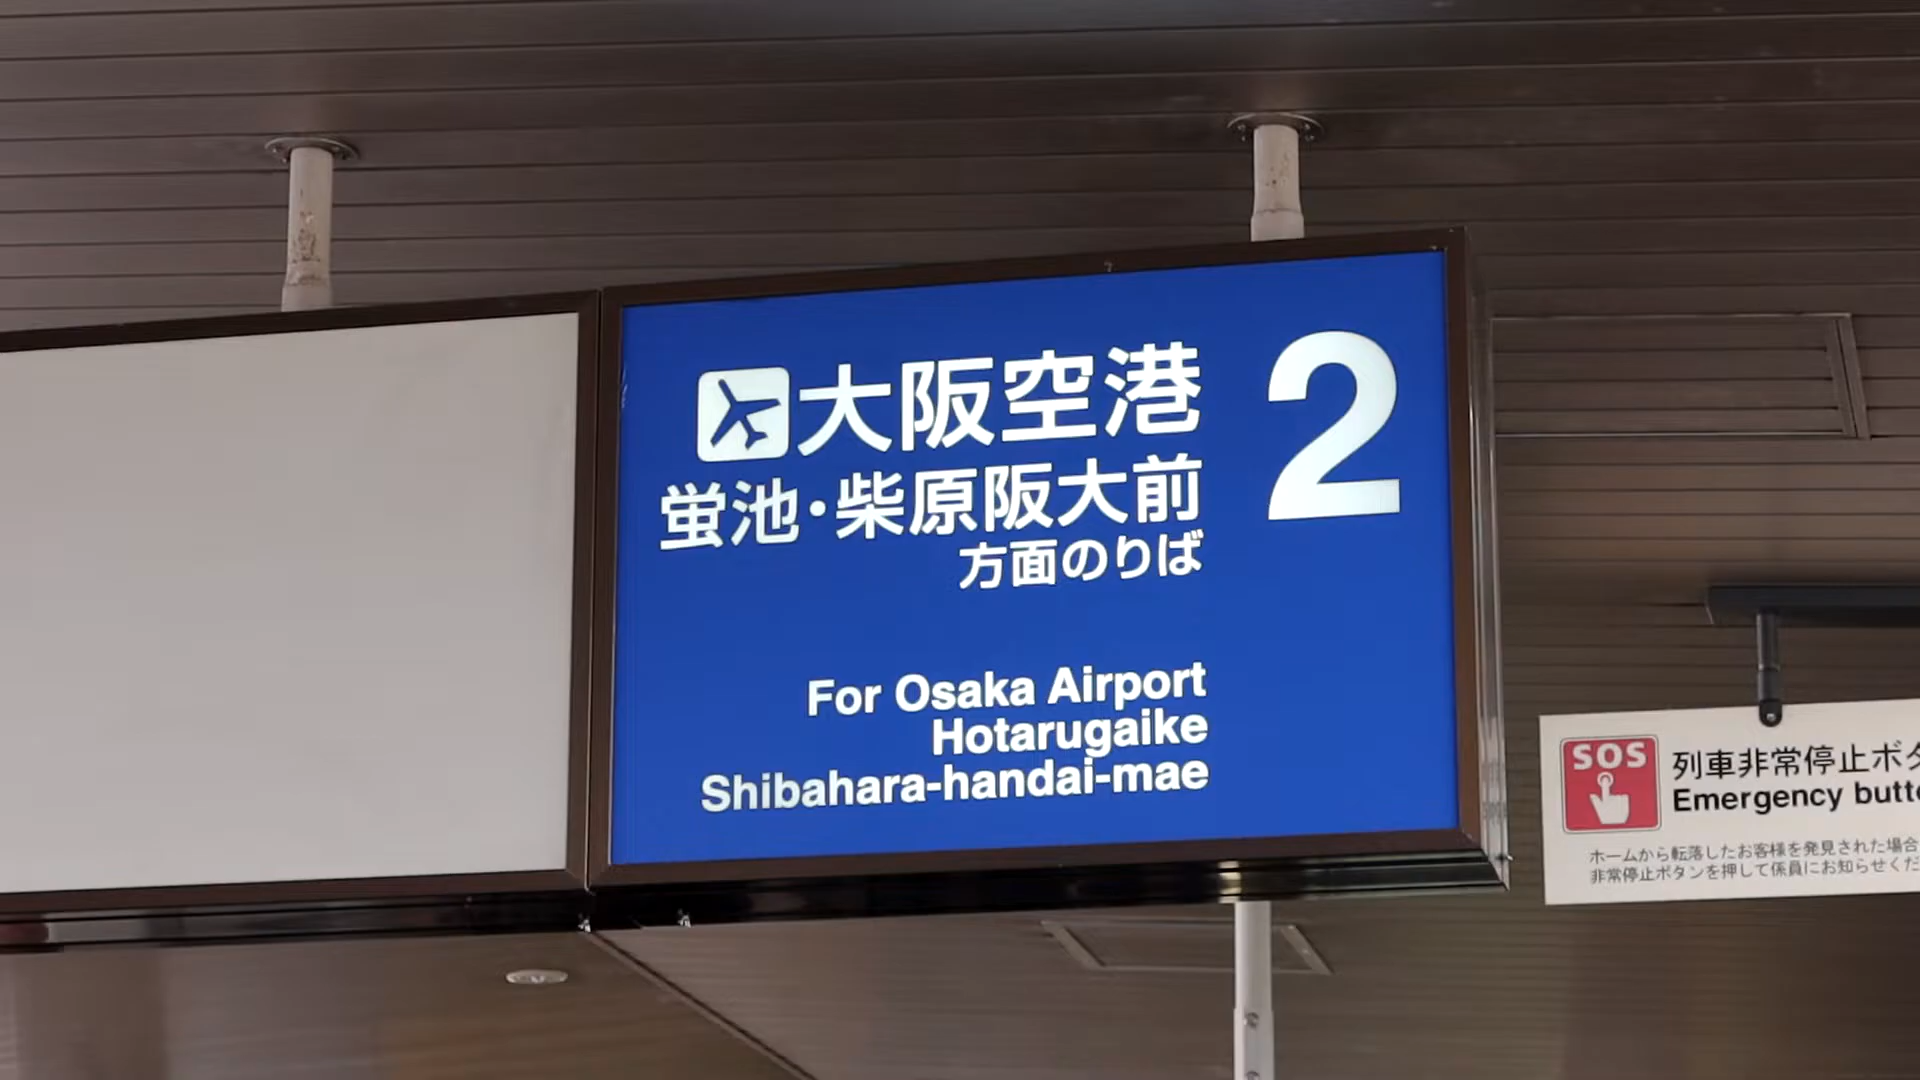 大阪空港
2
蛍池・柴原阪大前
方面のりば
For Osaka Airport
Hotarugaike
Shibahara-handai-mae
SOS
列車非常停止ボタ
Emergency butt
ホームから転落したお客様を発見された場合
非常停止ボタンを押して係員にお知らせくだ